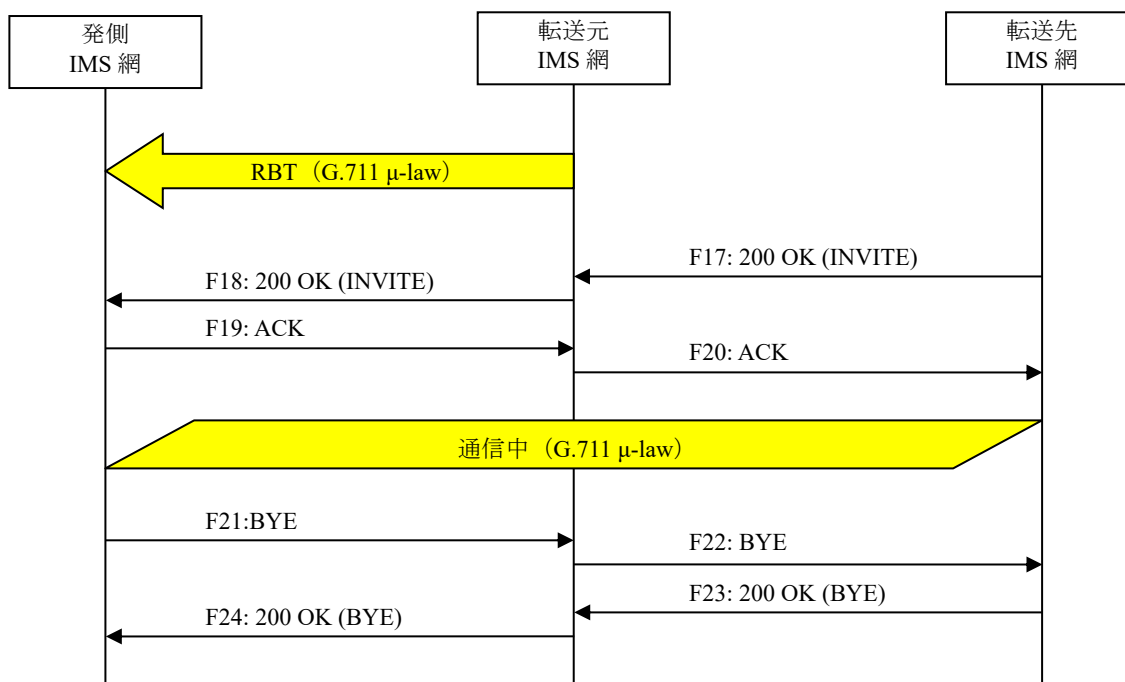 発側
IMS 網
転送元
IMS 網
転送先
IMS 網
RBT（G.711 μ-law）
F17: 200 OK (INVITE)
F18: 200 OK (INVITE)
F19: ACK
F20: ACK
通信中（G.711 μ-law）
F21:BYE
F22: BYE
F23: 200 OK (BYE)
F24: 200 OK (BYE)